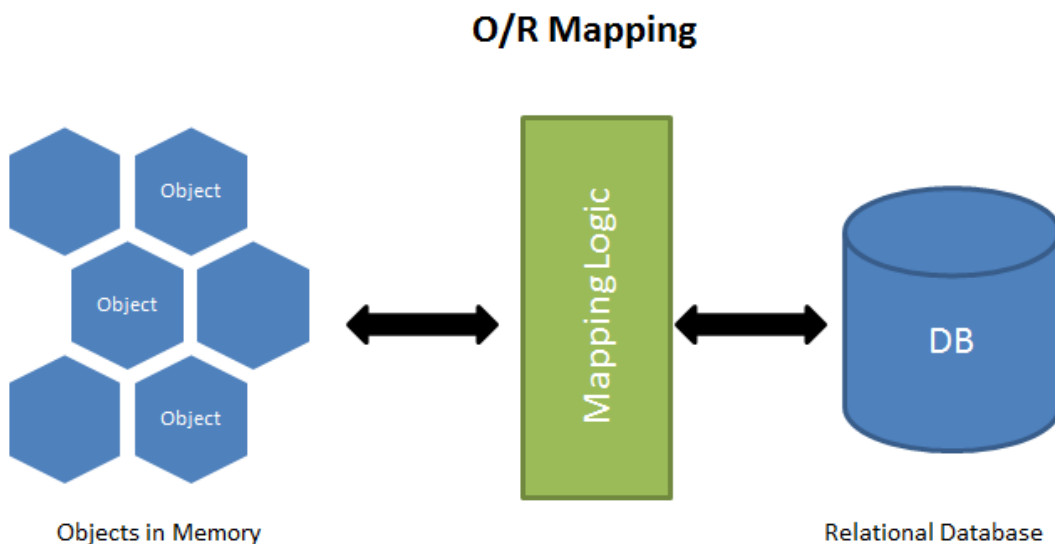 O/R Mapping
Object
Object
Object
Mapping Logic
DB
Objects in Memory
Relational Database